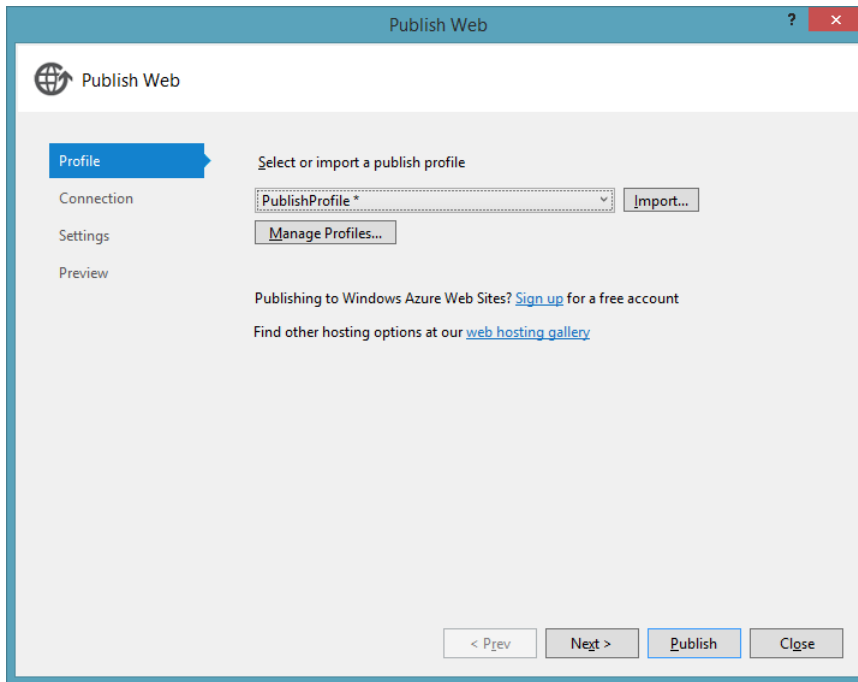 Publish Web
?
Publish Web
Profile
Connection
Settings
Preview
Select or import a publish profile
PublishProfile *
Import...
Manage Profiles...
Publishing to Windows Azure Web Sites? Sign up for a free account
Find other hosting options at our web hosting gallery
< Prev
Next >
Publish
Close